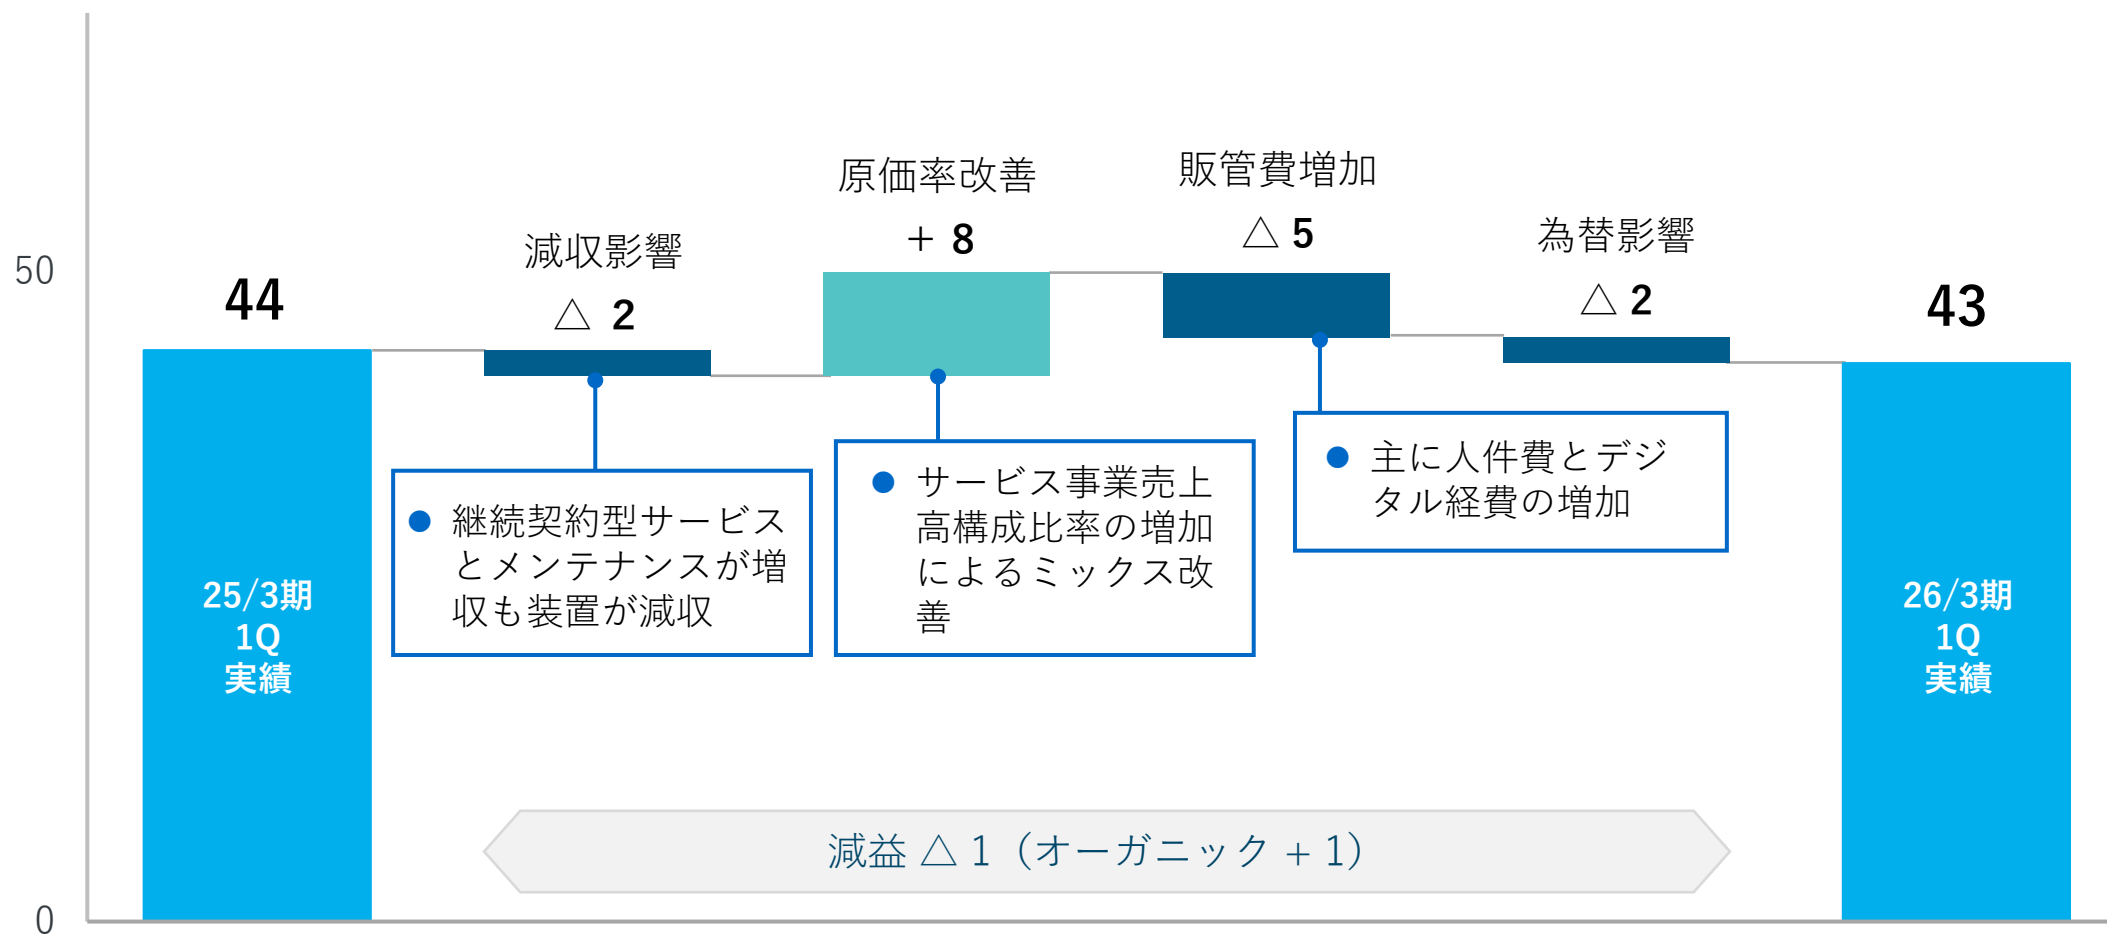 50
0
44
25/3期
1Q
実績
減収影響
△ 2
継続契約型サービス
とメンテナンスが増
収も装置が減収
原価率改善
+ 8
サービス事業売上
高構成比率の増加
によるミックス改
善
販管費増加
△ 5
主に人件費とデジ
タル経費の増加
為替影響
△ 2
43
26/3期
1Q
実績
減益 △ 1（オーガニック + 1）